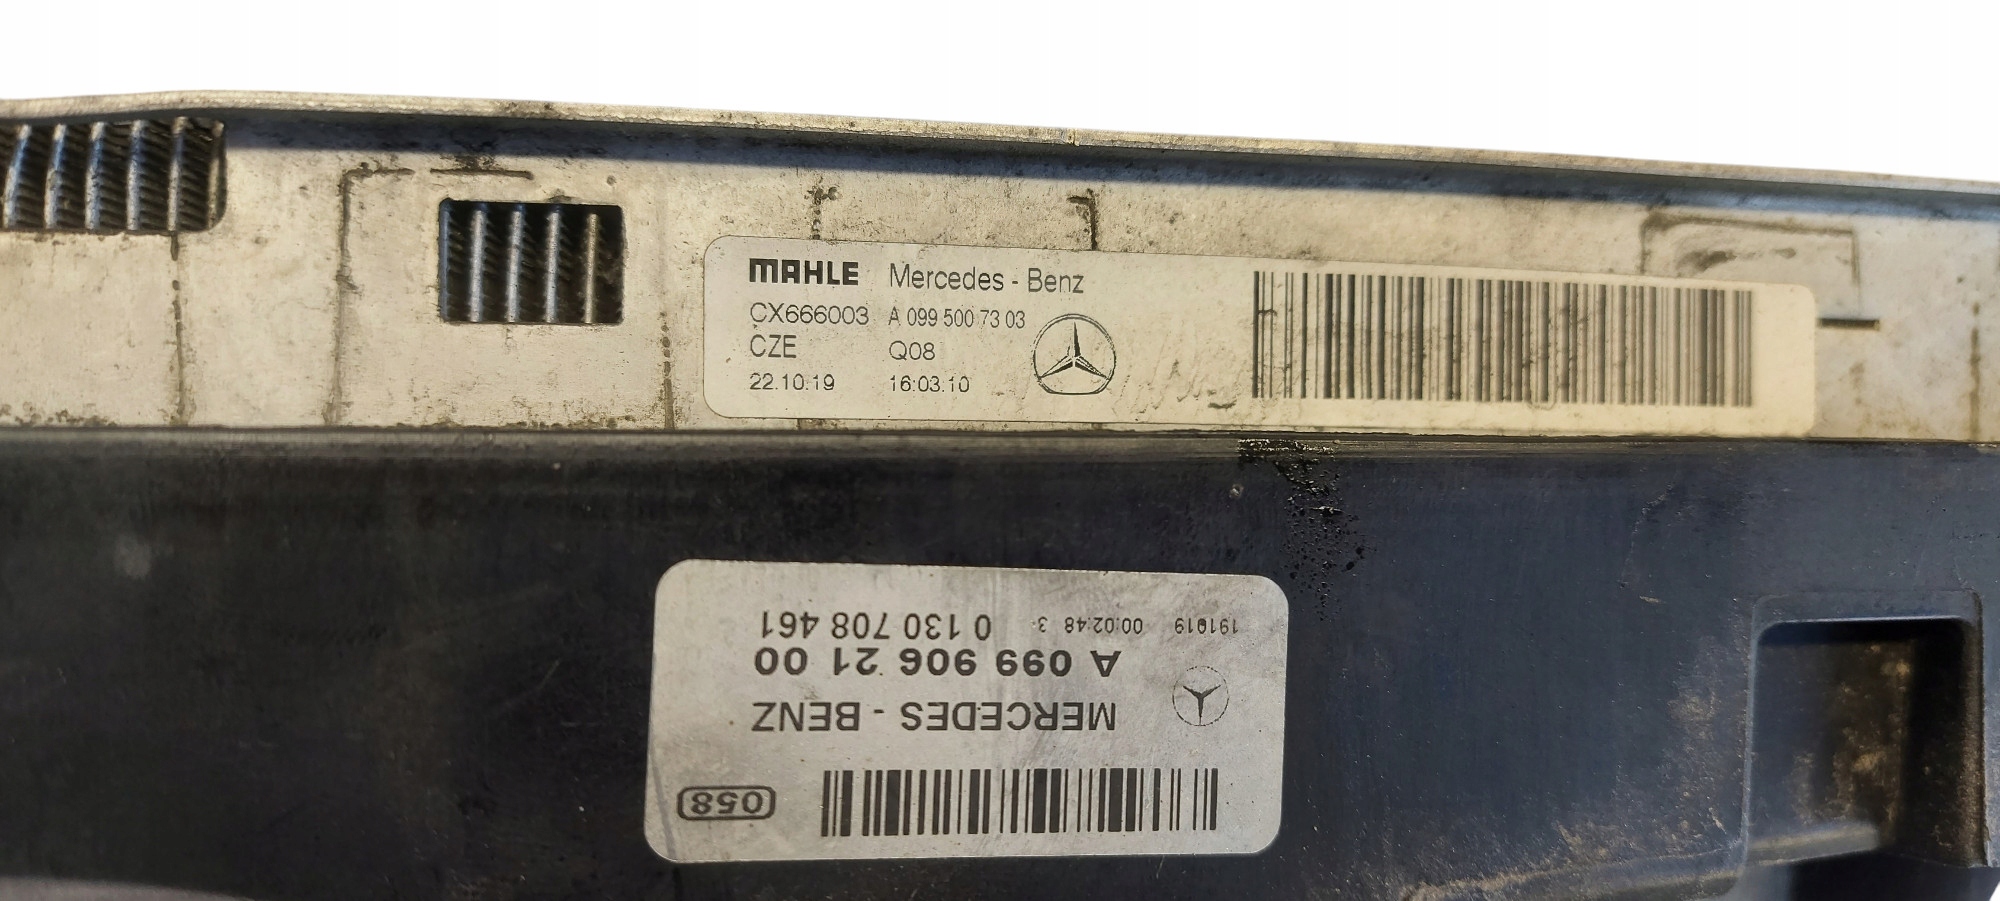 MAHLE Mercedes - Benz
CX666003 A 099 500 73 03
CZE Q08
22.10.19 16:03.10
058
MERCEDES - BENZ
A 099 906 21 00
191019 00:02:48 3 0 130 708 461